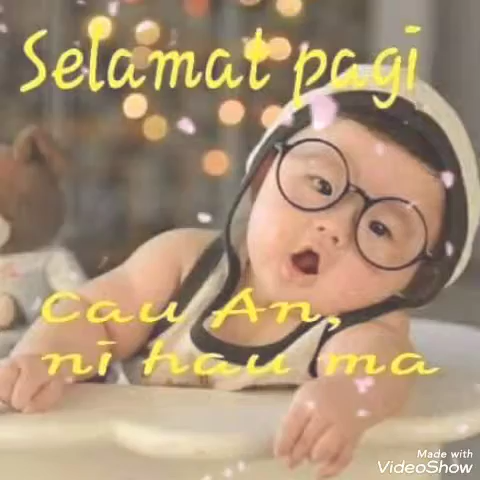 Selamat pagi
Cau An,
ni hau ma
Made with
VideoShow